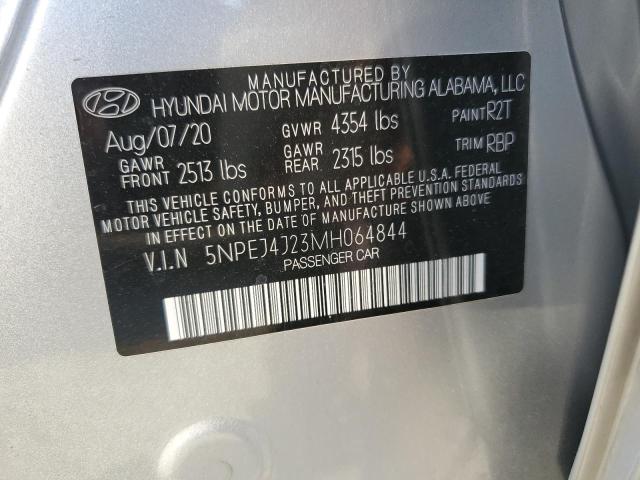 MANUFACTURED BY
HYUNDAI MOTOR MANUFACTURING ALABAMA, LLC
Aug/07/20 GVWR 4354 lbs PAINT R2T
GAWR FRONT 2513 lbs GAWR REAR 2315 lbs TRIM RBP
THIS VEHICLE CONFORMS TO ALL APPLICABLE U.S.A. FEDERAL
MOTOR VEHICLE SAFETY, BUMPER, AND THEFT PREVENTION STANDARDS
IN EFFECT ON THE DATE OF MANUFACTURE SHOWN ABOVE
V.I.N 5NPEJ4J23MH064844
PASSENGER CAR